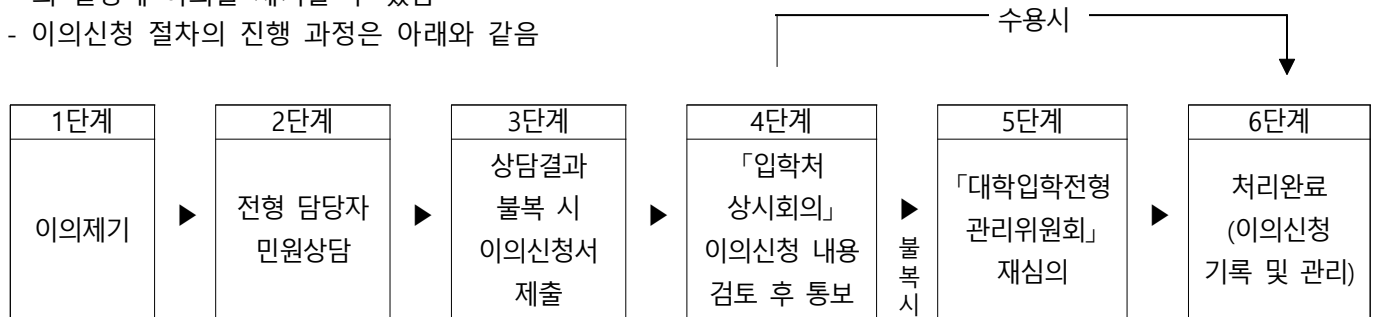 - 이의신청 절차의 진행 과정은 아래와 같음
수용시
1단계
이의제기
▶
2단계
전형 담당자
민원상담
▶
3단계
상담결과
불복 시
이의신청서
제출
▶
4단계
「입학처
상시회의」
이의신청 내용
검토 후 통보
▶
불복시
5단계
「대학입학전형
관리위원회」
재심의
▶
6단계
처리완료
(이의신청
기록 및 관리)